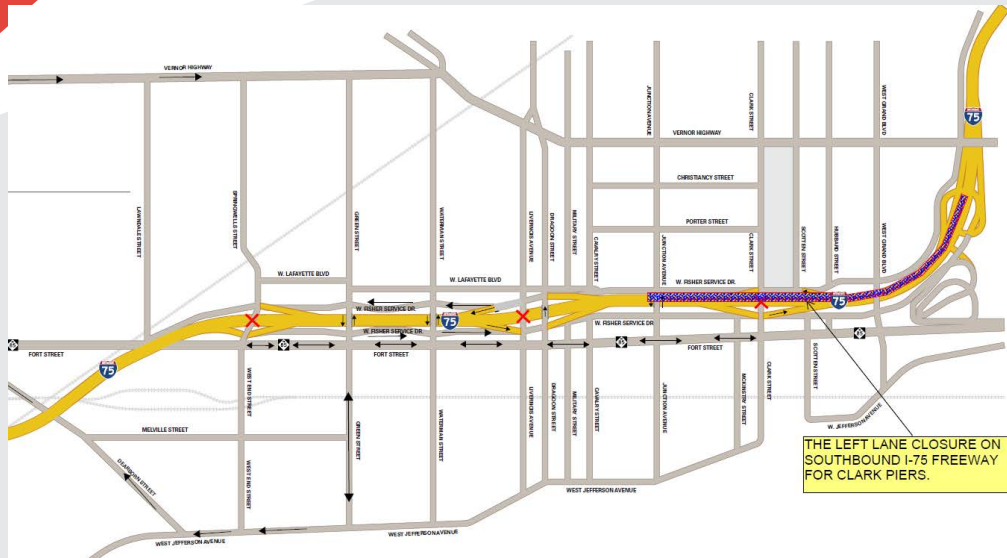 VERNOR HIGHWAY
75
VERNOR HIGHWAY
JUNCTION AVENUE
CLARK STREET
WEST GRAND BLVD
CHRISTIANCY STREET
PORTER STREET
LAWNDALE STREET
SPRINGWELLS STREET
GREEN STREET
WATERMAN STREET
LIVERNOIS AVENUE
DRAGOON STREET
MILITARY STREET
CAVALRY STREET
JUNCTION AVENUE
CLARK STREET
SCOTTEN STREET
HUBBARD STREET
WEST GRAND BLVD
W. LAFAYETTE BLVD
W. LAFAYETTE BLVD
W. FISHER SERVICE DR.
75
W. FISHER SERVICE DR.
75
W. FISHER SERVICE DR.
W. FISHER SERVICE DR
FORT STREET
85
FORT STREET
FORT STREET
75
WEST END STREET
GREEN STREET
WATERMAN STREET
LIVERNOIS AVENUE
DRAGOON STREET
MILITARY STREET
CAVALRY STREET
JUNCTION AVENUE
MCKINSTRY STREET
CLARK STREET
SCOTTEN STREET
W. JEFFERSON AVENUE
MELVILLE STREET
DEARBORN STREET
WEST END STREET
THE LEFT LANE CLOSURE ON
SOUTHBOUND I-75 FREEWAY
FOR CLARK PIERS.
WEST JEFFERSON AVENUE
WEST JEFFERSON AVENUE
WEST JEFFERSON AVENUE